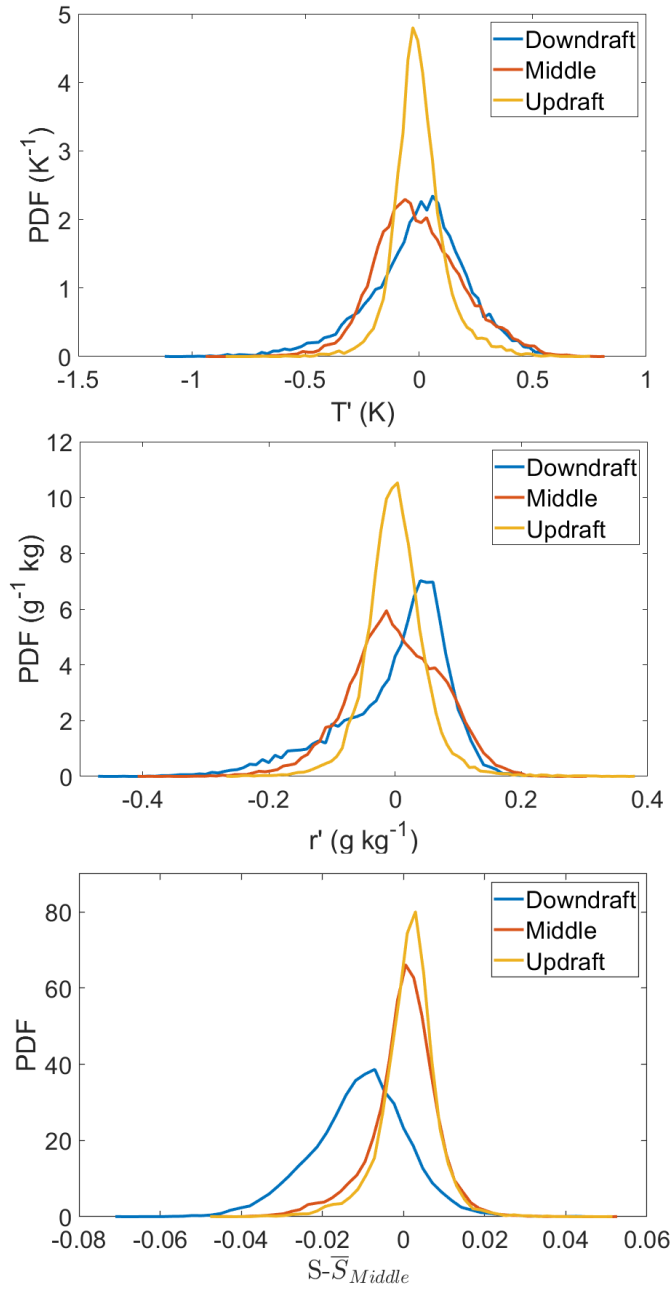 5
4
3
2
1
0
PDF (K⁻¹)
Downdraft
Middle
Updraft
-1.5 -1 -0.5 0 0.5 1
T' (K)
12
10
8
6
4
2
0
PDF (g⁻¹ kg)
Downdraft
Middle
Updraft
-0.4 -0.2 0 0.2 0.4
r' (g kg⁻¹)
80
60
40
20
0
PDF
Downdraft
Middle
Updraft
-0.08 -0.06 -0.04 -0.02 0 0.02 0.04 0.06
S-S̅_Middle